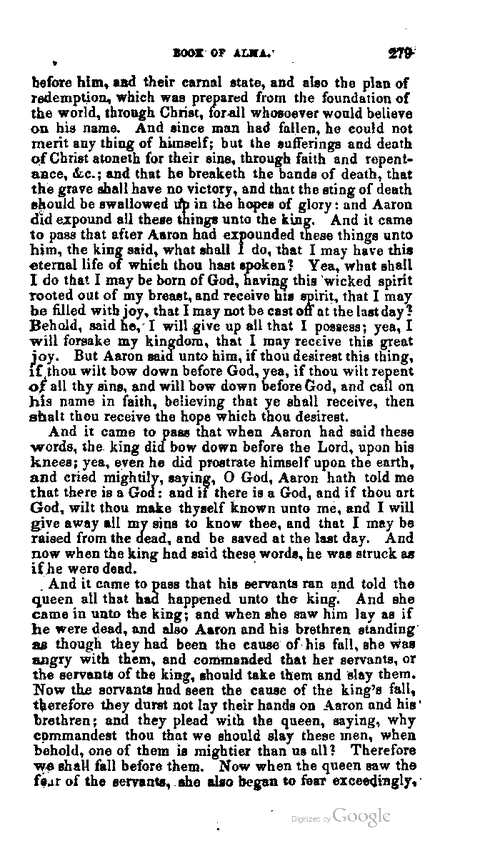 BOOK OF ALMA. 279
before him, and their carnal state, and also the plan of
redemption, which was prepared from the foundation of
the world, through Christ, for all whosoever would believe
on his name. And since man had fallen, he could not
merit any thing of himself; but the sufferings and death
of Christ atoneth for their sins, through faith and repent-
ance, &c.; and that he breaketh the bands of death, that
the grave shall have no victory, and that the sting of death
should be swallowed up in the hopes of glory: and Aaron
did expound all these things unto the king. And it came
to pass that after Aaron had expounded these things unto
him, the king said, what shall I do, that I may have this
eternal life of which thou hast spoken? Yea, what shall
I do that I may be born of God, having this wicked spirit
rooted out of my breast, and receive his spirit, that I may
be filled with joy, that I may not be cast off at the last day?
Behold, said he, I will give up all that I possess; yea, I
will forsake my kingdom, that I may receive this great
joy. But Aaron said unto him, if thou desirest this thing,
if thou wilt bow down before God, yea, if thou wilt repent
of all thy sins, and will bow down before God, and call on
his name in faith, believing that ye shall receive, then
shalt thou receive the hope which thou desirest.
And it came to pass that when Aaron had said these
words, the king did bow down before the Lord, upon his
knees; yea, even he did prostrate himself upon the earth,
and cried mightily, saying, O God, Aaron hath told me
that there is a God: and if there is a God, and if thou art
God, wilt thou make thyself known unto me, and I will
give away all my sins to know thee, and that I may be
raised from the dead, and be saved at the last day. And
now when the king had said these words, he was struck as
if he were dead.
And it came to pass that his servants ran and told the
queen all that had happened unto the king. And she
came in unto the king; and when she saw him lay as if
he were dead, and also Aaron and his brethren standing
as though they had been the cause of his fall, she was
angry with them, and commanded that her servants, or
the servants of the king, should take them and slay them.
Now the servants had seen the cause of the king's fall,
therefore they durst not lay their hands on Aaron and his
brethren; and they plead with the queen, saying, why
commandest thou that we should slay these men, when
behold, one of them is mightier than us all? Therefore
we shall fall before them. Now when the queen saw the
fear of the servants, she also began to fear exceedingly,
Digitized by Google